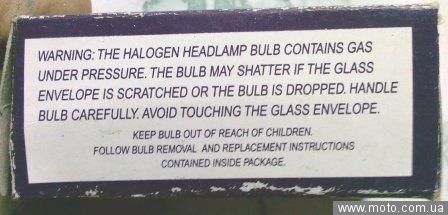 WARNING: THE HALOGEN HEADLAMP BULB CONTAINS GAS
UNDER PRESSURE. THE BULB MAY SHATTER IF THE GLASS
ENVELOPE IS SCRATCHED OR THE BULB IS DROPPED. HANDLE
BULB CAREFULLY. AVOID TOUCHING THE GLASS ENVELOPE.
KEEP BULB OUT OF REACH OF CHILDREN.
FOLLOW BULB REMOVAL AND REPLACEMENT INSTRUCTIONS
CONTAINED INSIDE PACKAGE.
www.moto.com.ua